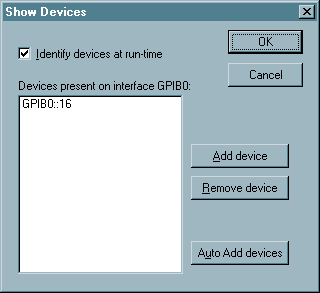 Show Devices
Identify devices at run-time
OK
Cancel
Devices present on interface GPIB0:
GPIB0::16
Add device
Remove device
Auto Add devices